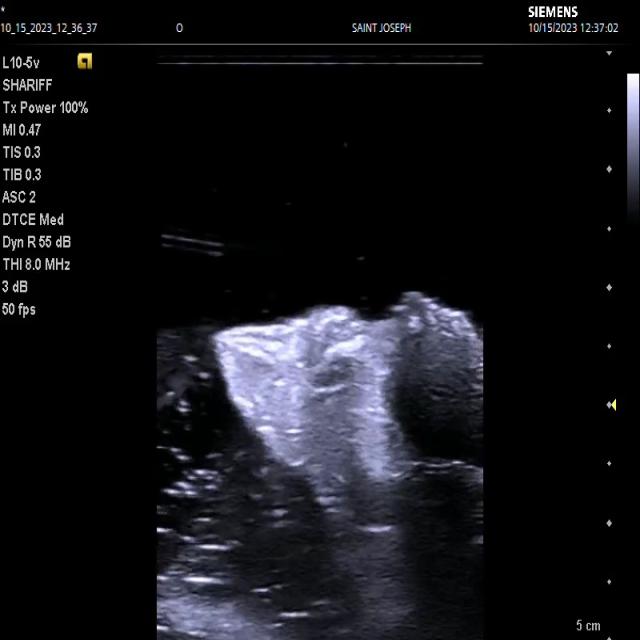 *
SIEMENS
10_15_2023_12_36_37
O
SAINT JOSEPH
10/15/2023 12:37:02
L10-5v
SHARIFF
Tx Power 100%
MI 0.47
TIS 0.3
TIB 0.3
ASC 2
DTCE Med
Dyn R 55 dB
THI 8.0 MHz
3 dB
50 fps
5 cm